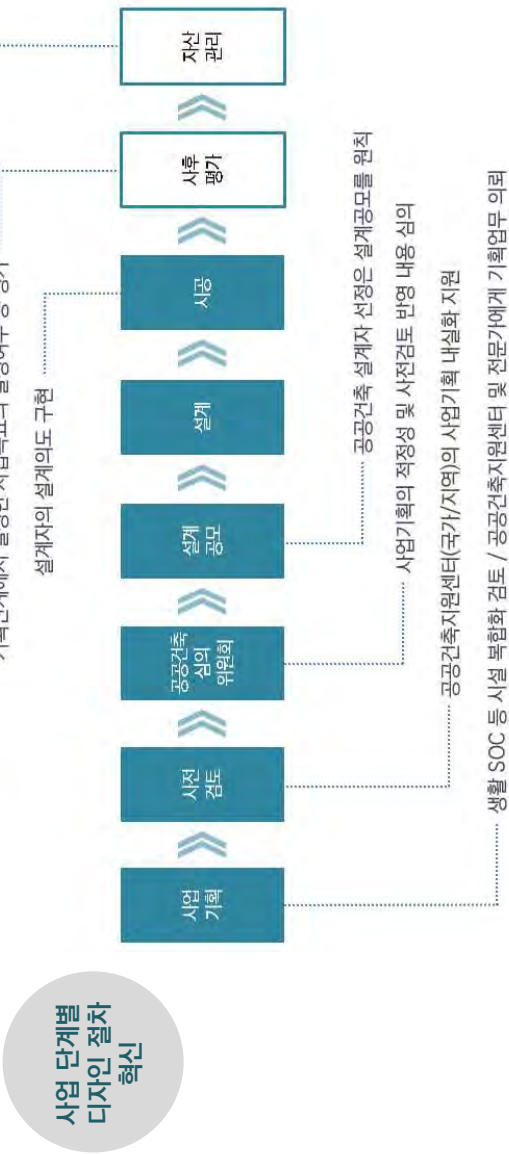 사업 단계별
디자인 절차
혁신
사업
기획
사전
검토
공공건축
심의
위원회
설계
공모
설계
시공
사후
평가
자산
관리
설계자의 설계의도 구현
공공건축 설계자 선정은 설계공모를 원칙
사업기획의 적정성 및 사전검토 반영 내용 심의
공공건축지원센터(국가/지역)의 사업기획 내실화 지원
생활 SOC 등 시설 복합화 검토 / 공공건축지원센터 및 전문가에게 기획업무 의뢰